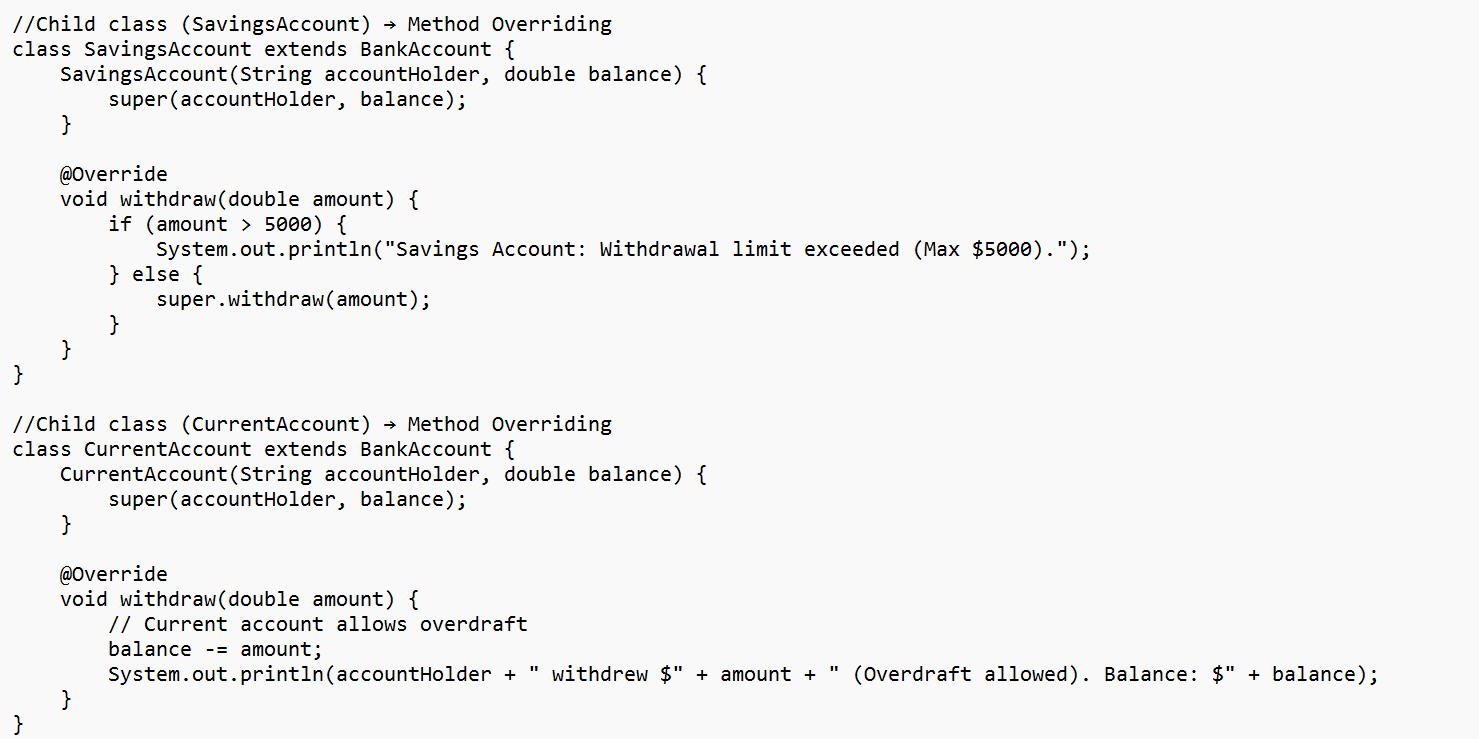 //Child class (SavingsAccount) → Method Overriding
class SavingsAccount extends BankAccount {
    SavingsAccount(String accountHolder, double balance) {
        super(accountHolder, balance);
    }

    @Override
    void withdraw(double amount) {
        if (amount > 5000) {
            System.out.println("Savings Account: Withdrawal limit exceeded (Max $5000).");
        } else {
            super.withdraw(amount);
        }
    }
}

//Child class (CurrentAccount) → Method Overriding
class CurrentAccount extends BankAccount {
    CurrentAccount(String accountHolder, double balance) {
        super(accountHolder, balance);
    }

    @Override
    void withdraw(double amount) {
        // Current account allows overdraft
        balance -= amount;
        System.out.println(accountHolder + " withdrew $" + amount + " (Overdraft allowed). Balance: $" + balance);
    }
}